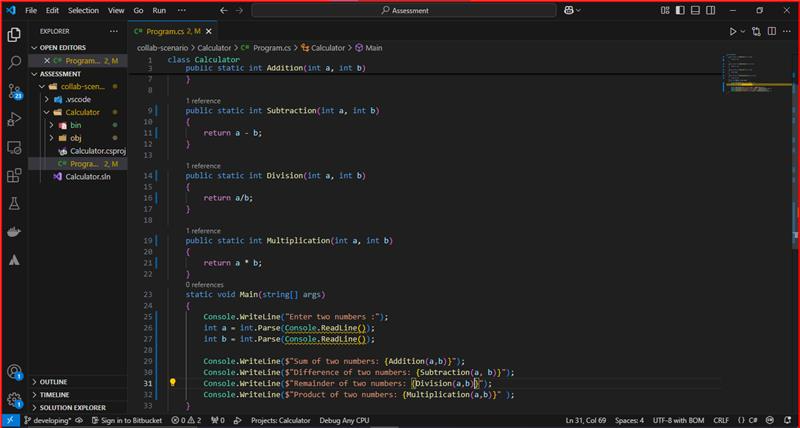 File Edit Selection View Go ··· Assessment
EXPLORER ···
OPEN EDITORS
Program.... 2, M
ASSESSMENT
collab-scen...
.vscode
Calculator
bin
obj
Calculator.csproj
Progra... 2, M
Calculator.sln
OUTLINE
TIMELINE
SOLUTION EXPLORER
23
1
Program.cs 2, M
collab-scenario > Calculator > Program.cs > Calculator > Main
1 class Calculator
3 public static int Addition(int a, int b)
7 }
8
1 reference
9 public static int Subtraction(int a, int b)
10 {
11 return a - b;
12 }
13
1 reference
14 public static int Division(int a, int b)
15 {
16 return a/b;
17 }
18
1 reference
19 public static int Multiplication(int a, int b)
20 {
21 return a * b;
22 }
0 references
23 static void Main(string[] args)
24 {
25 Console.WriteLine("Enter two numbers :");
26 int a = int.Parse(Console.ReadLine());
27 int b = int.Parse(Console.ReadLine());
28
29 Console.WriteLine($"Sum of two numbers: {Addition(a,b)}");
30 Console.WriteLine($"Difference of two numbers: {Subtraction(a, b)}");
31 Console.WriteLine($"Remainder of two numbers: {Division(a,b)}");
32 Console.WriteLine($"Product of two numbers: {Multiplication(a,b)}" );
33 }
developing* Sign in to Bitbucket 0 2 0 Projects: Calculator Debug Any CPU Ln 31, Col 69 Spaces: 4 UTF-8 with BOM CRLF {} C#